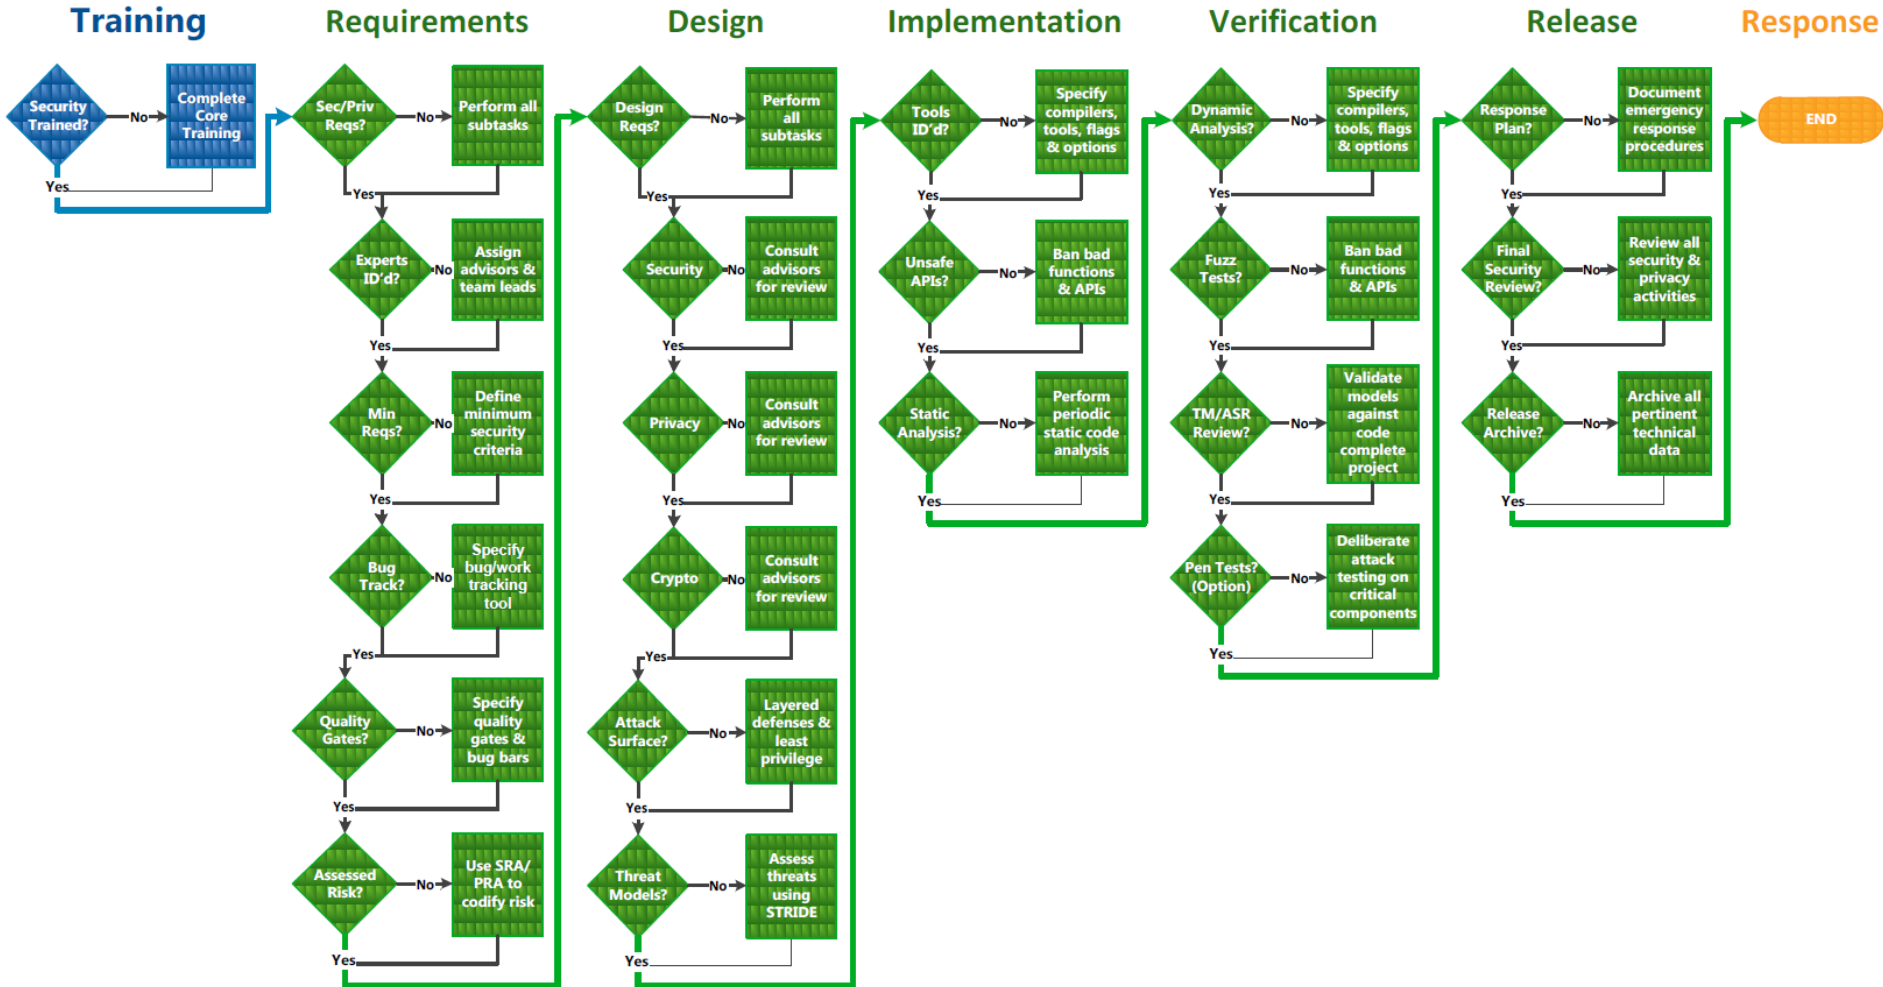 Training
Requirements
Design
Implementation
Verification
Release
Response
Security
Trained?
No
Complete
Core
Training
Yes
Sec/Priv
Reqs?
No
Perform all
subtasks
Yes
Experts
ID'd?
No
Assign
advisors &
team leads
Yes
Min
Reqs?
No
Define
minimum
security
criteria
Yes
Bug
Track?
No
Specify
bug/work
tracking
tool
Yes
Quality
Gates?
No
Specify
quality
gates &
bug bars
Yes
Assessed
Risk?
No
Use SRA/
PRA to
codify risk
Yes
Design
Reqs?
No
Perform
all
subtasks
Yes
Security
No
Consult
advisors
for review
Yes
Privacy
No
Consult
advisors
for review
Yes
Crypto
No
Consult
advisors
for review
Yes
Attack
Surface?
No
Layered
defenses &
least
privilege
Yes
Threat
Models?
No
Assess
threats
using
STRIDE
Yes
Tools
ID'd?
No
Specify
compilers,
tools, flags
& options
Yes
Unsafe
APIs?
No
Ban bad
functions
& APIs
Yes
Static
Analysis?
No
Perform
periodic
static code
analysis
Yes
Dynamic
Analysis?
No
Specify
compilers,
tools, flags
& options
Yes
Fuzz
Tests?
No
Ban bad
functions
& APIs
Yes
TM/ASR
Review?
No
Validate
models
against
code
complete
project
Yes
Pen Tests?
(Option)
No
Deliberate
attack
testing on
critical
components
Yes
Response
Plan?
No
Document
emergency
response
procedures
Yes
Final
Security
Review?
No
Review all
security &
privacy
activities
Yes
Release
Archive?
No
Archive all
pertinent
technical
data
Yes
END